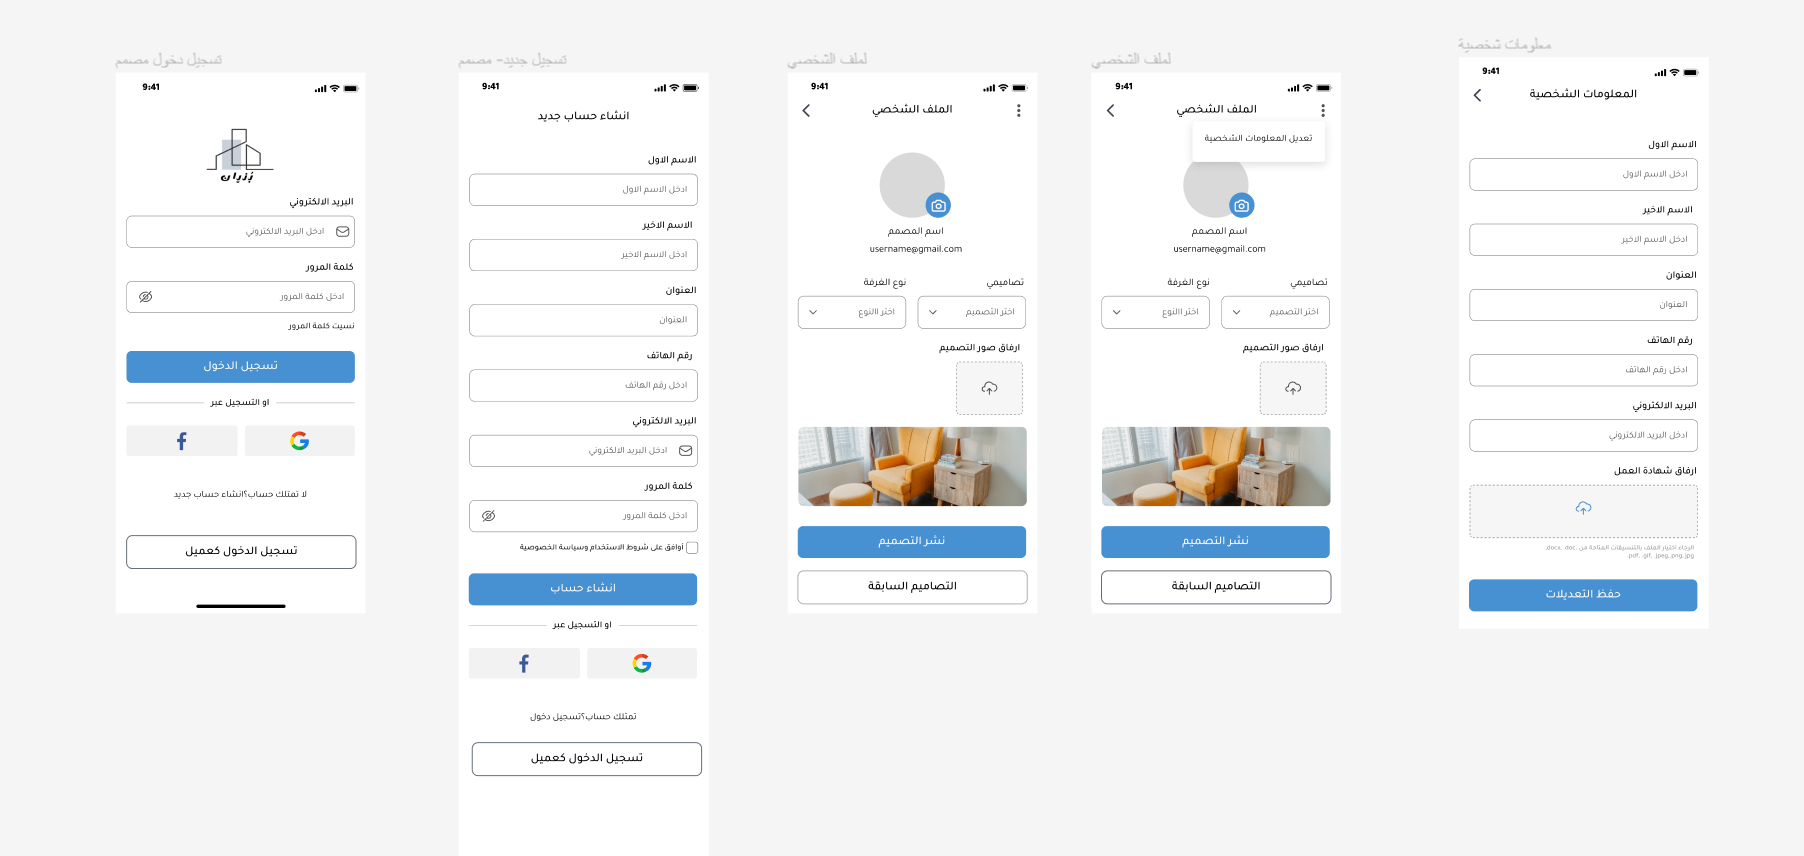 تسجيل دخول مصمم
9:41
بنيان
البريد الالكتروني
ادخل البريد الالكتروني
كلمة المرور
ادخل كلمة المرور
نسيت كلمة المرور
تسجيل الدخول
او التسجيل عبر
لا تمتلك حساب؟انشاء حساب جديد
تسجيل الدخول كعميل
تسجيل جديد- مصمم
9:41
انشاء حساب جديد
الاسم الاول
ادخل الاسم الاول
الاسم الاخير
ادخل الاسم الاخير
العنوان
العنوان
رقم الهاتف
ادخل رقم الهاتف
البريد الالكتروني
ادخل البريد الالكتروني
كلمة المرور
ادخل كلمة المرور
أوافق على شروط الاستخدام وسياسة الخصوصية
انشاء حساب
او التسجيل عبر
تمتلك حساب؟تسجيل دخول
تسجيل الدخول كعميل
لملف الشخصي
9:41
الملف الشخصي
اسم المصمم
username@gmail.com
تصاميمي
نوع الغرفة
اختر التصميم
اختر االنوع
ارفاق صور التصميم
نشر التصميم
التصاميم السابقة
لملف الشخصي
9:41
الملف الشخصي
تعديل المعلومات الشخصية
اسم المصمم
username@gmail.com
تصاميمي
نوع الغرفة
اختر التصميم
اختر االنوع
ارفاق صور التصميم
نشر التصميم
التصاميم السابقة
معلومات شخصية
9:41
المعلومات الشخصية
الاسم الاول
ادخل الاسم الاول
الاسم الاخير
ادخل الاسم الاخير
العنوان
العنوان
رقم الهاتف
ادخل رقم الهاتف
البريد الالكتروني
ادخل البريد الالكتروني
ارفاق شهادة العمل
الرجاء اختيار الملف بالتنسيقات المتاحة من .docx, .doc,
.pdf, .gif, .jpeg,.png,.jpg
حفظ التعديلات